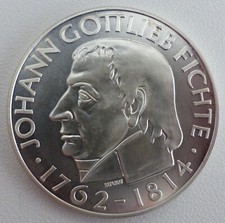 · JOHANN GOTTLIEB FICHTE ·
1762–1814